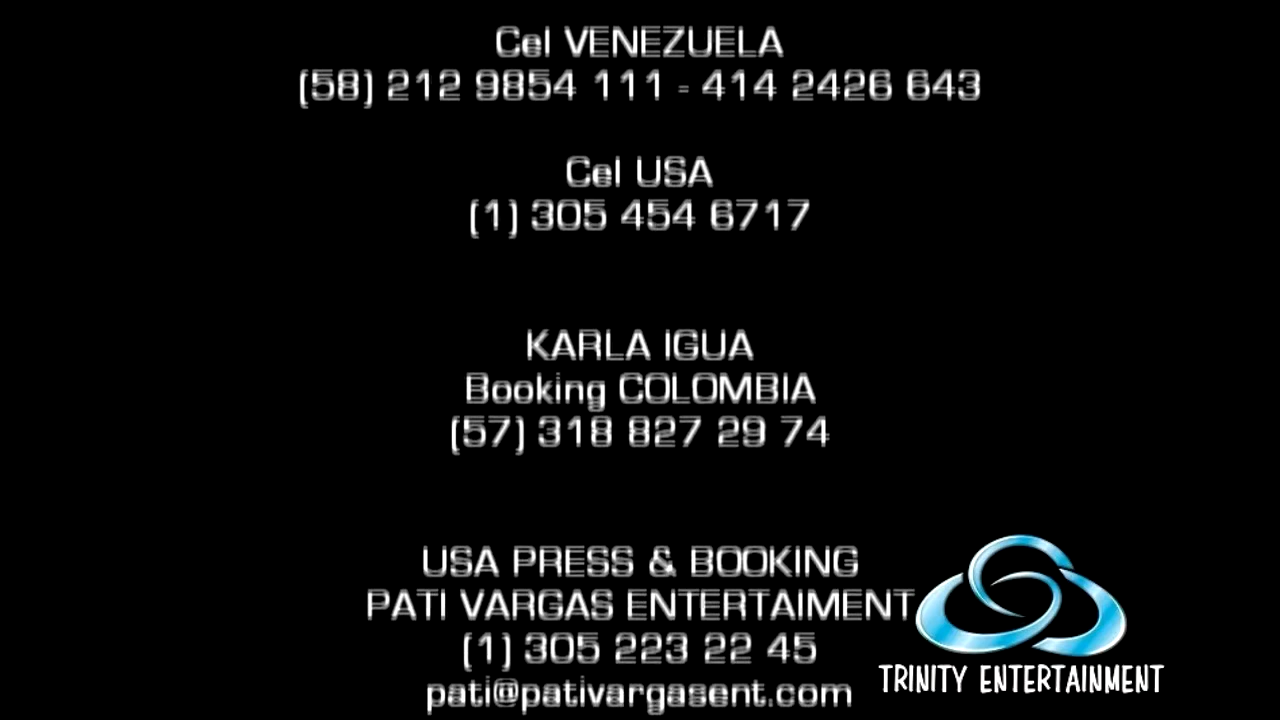 Cel VENEZUELA
(58) 212 9854 111 - 414 2426 643
Cel USA
(1) 305 454 6717
KARLA IGUA
Booking COLOMBIA
(57) 318 827 29 74
USA PRESS & BOOKING
PATI VARGAS ENTERTAIMENT
(1) 305 223 22 45
pati@pativargasent.com
TRINITY ENTERTAINMENT